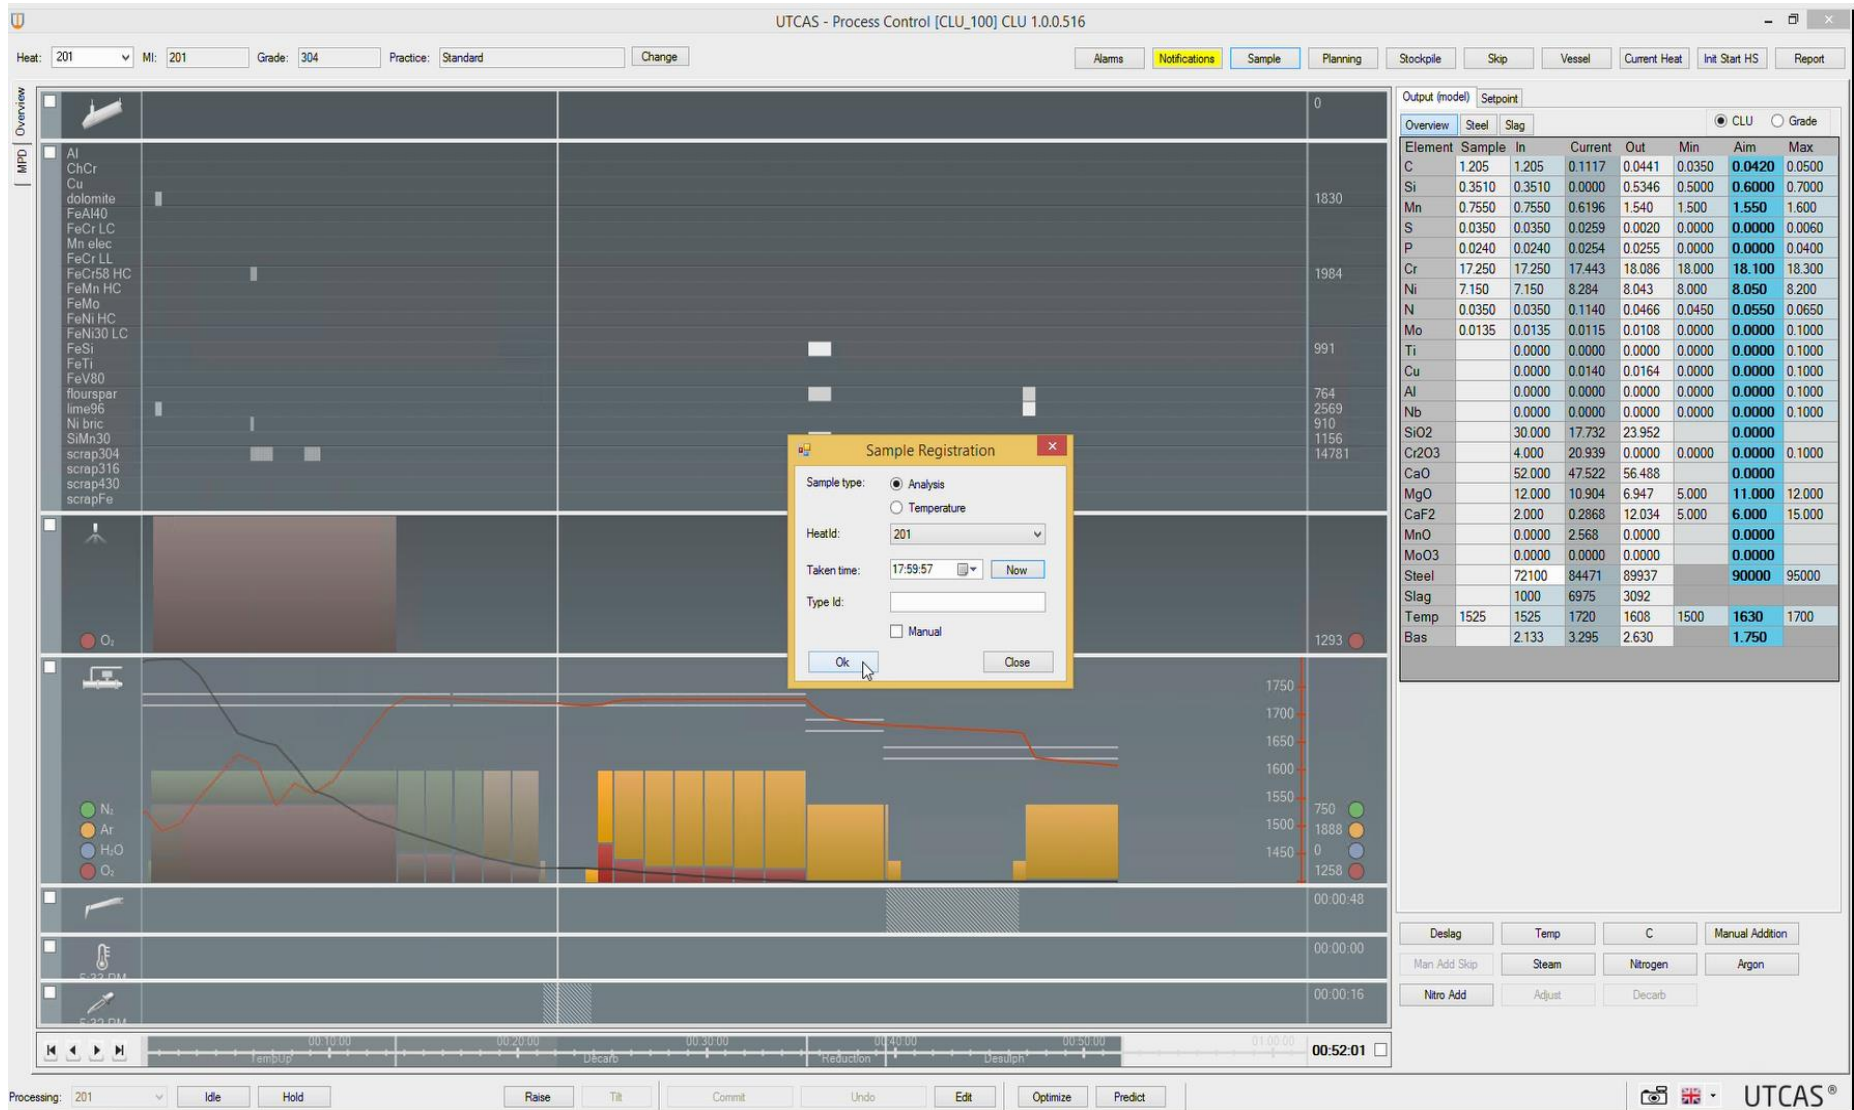 UTCAS - Process Control [CLU_100] CLU 1.0.0.516
Heat: 201 MI: 201 Grade: 304 Practice: Standard Change Alarms Notifications Sample Planning Stockpile Skip Vessel Current Heat Init Start HS Report
Overview
MPD
0
Al
ChCr
Cu
dolomite 1830
FeAl40
FeCr LC
Mn elec
FeCr LL
FeCr58 HC 1984
FeMn HC
FeMo
FeNi HC
FeNi30 LC
FeSi 991
FeTi
FeV80
flourspar 764
lime96 2569
Ni bric 910
SiMn30 1156
scrap304 14781
scrap316
scrap430
scrapFe
O₂ 1293
1750
1700
1650
1600
1550
1500
1450
N₂ 750
Ar 1888
H₂O 0
O₂ 1258
00:00:48
00:00:00
5:33 PM
00:00:16
5:32 PM
00:10:00 00:20:00 00:30:00 00:40:00 00:50:00 01:00:00
TempUp Decarb Reduction Desulph
00:52:01
Sample Registration
Sample type: Analysis
Temperature
HeatId: 201
Taken time: 17:59:57 Now
Type Id:
Manual
Ok Close
Output (model) Setpoint
Overview Steel Slag CLU Grade
Element Sample In Current Out Min Aim Max
C 1.205 1.205 0.1117 0.0441 0.0350 0.0420 0.0500
Si 0.3510 0.3510 0.0000 0.5346 0.5000 0.6000 0.7000
Mn 0.7550 0.7550 0.6196 1.540 1.500 1.550 1.600
S 0.0350 0.0350 0.0259 0.0020 0.0000 0.0000 0.0060
P 0.0240 0.0240 0.0254 0.0255 0.0000 0.0000 0.0400
Cr 17.250 17.250 17.443 18.086 18.000 18.100 18.300
Ni 7.150 7.150 8.284 8.043 8.000 8.050 8.200
N 0.0350 0.0350 0.1140 0.0466 0.0450 0.0550 0.0650
Mo 0.0135 0.0135 0.0115 0.0108 0.0000 0.0000 0.1000
Ti 0.0000 0.0000 0.0000 0.0000 0.0000 0.1000
Cu 0.0000 0.0140 0.0164 0.0000 0.0000 0.1000
Al 0.0000 0.0000 0.0000 0.0000 0.0000 0.1000
Nb 0.0000 0.0000 0.0000 0.0000 0.0000 0.1000
SiO2 30.000 17.732 23.952 0.0000
Cr2O3 4.000 20.939 0.0000 0.0000 0.0000 0.1000
CaO 52.000 47.522 56.488 0.0000
MgO 12.000 10.904 6.947 5.000 11.000 12.000
CaF2 2.000 0.2868 12.034 5.000 6.000 15.000
MnO 0.0000 2.568 0.0000 0.0000
MoO3 0.0000 0.0000 0.0000 0.0000
Steel 72100 84471 89937 90000 95000
Slag 1000 6975 3092
Temp 1525 1525 1720 1608 1500 1630 1700
Bas 2.133 3.295 2.630 1.750
Deslag Temp C Manual Addition
Man Add Skip Steam Nitrogen Argon
Nitro Add Adjust Decarb
Processing: 201 Idle Hold Raise Tilt Commit Undo Edit Optimize Predict UTCAS®